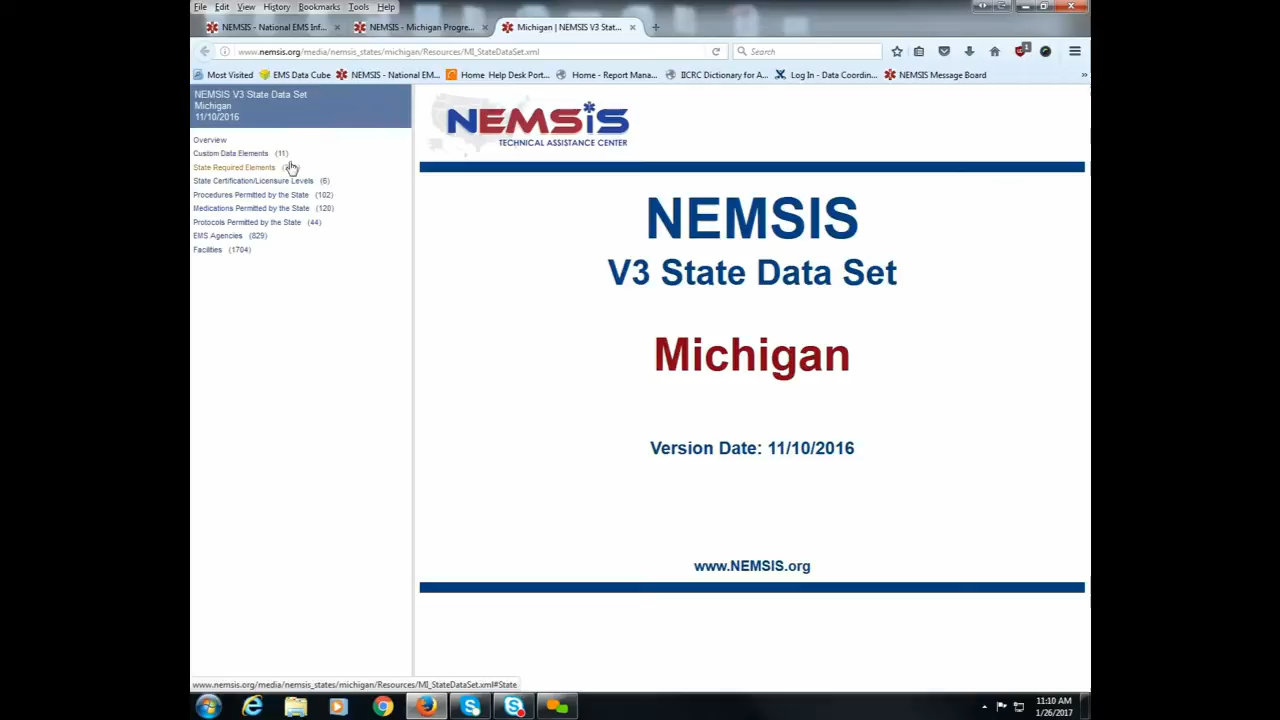 File Edit View History Bookmarks Tools Help
NEMSIS - National EMS Inf... × NEMSIS - Michigan Progre... × Michigan | NEMSIS V3 Stat... × +
www.nemsis.org/media/nemsis_states/michigan/Resources/MI_StateDataSet.xml Search
Most Visited EMS Data Cube NEMSIS - National EM... Home Help Desk Port... Home - Report Mana... IICRC Dictionary for A... Log In - Data Coordin... NEMSIS Message Board »
NEMSIS V3 State Data Set
Michigan
11/10/2016
Overview
Custom Data Elements (11)
State Required Elements
State Certification/Licensure Levels (6)
Procedures Permitted by the State (102)
Medications Permitted by the State (120)
Protocols Permitted by the State (44)
EMS Agencies (829)
Facilities (1704)
NEMSIS
TECHNICAL ASSISTANCE CENTER
NEMSIS
V3 State Data Set
Michigan
Version Date: 11/10/2016
www.NEMSIS.org
www.nemsis.org/media/nemsis_states/michigan/Resources/MI_StateDataSet.xml#State
11:10 AM
1/26/2017